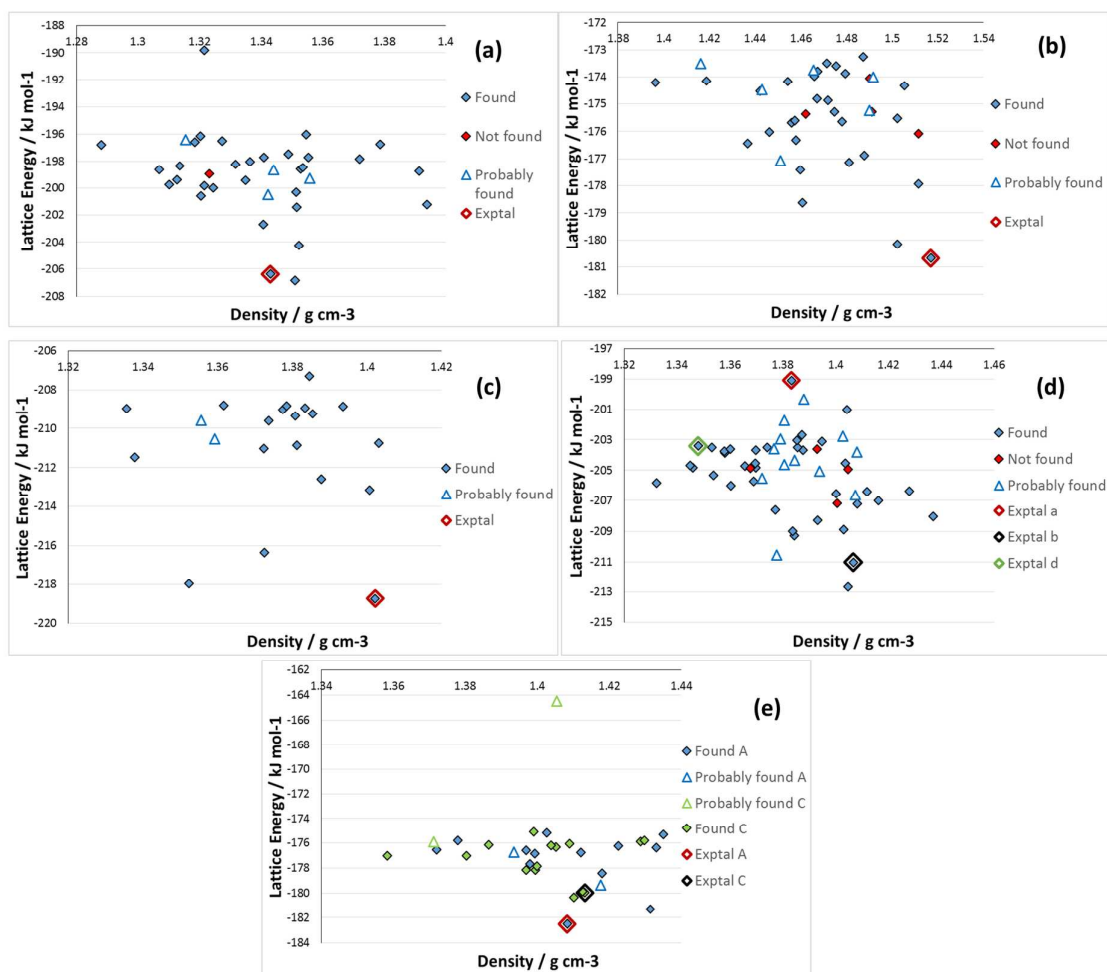 (a)
-188
1.28 1.3 1.32 1.34 1.36 1.38 1.4
-190
-192
-194
-196
-198
-200
-202
-204
-206
-208
Lattice Energy / kJ mol-1
Density / g cm-3
Found
Not found
Probably
found
Exptal
(b)
-172
1.38 1.4 1.42 1.44 1.46 1.48 1.5 1.52 1.54
-173
-174
-175
-176
-177
-178
-179
-180
-181
-182
Lattice Energy / kJ mol-1
Density / g cm-3
Found
Not found
Probably found
Exptal
(c)
-206
1.32 1.34 1.36 1.38 1.4 1.42
-208
-210
-212
-214
-216
-218
-220
Lattice Energy / kJ mol-1
Density / g cm-3
Found
Probably found
Exptal
(d)
-197
1.32 1.34 1.36 1.38 1.4 1.42 1.44 1.46
-199
-201
-203
-205
-207
-209
-211
-213
-215
Lattice Energy / kJ mol-1
Density / g cm-3
Found
Not found
Probably found
Exptal a
Exptal b
Exptal d
(e)
-162
1.34 1.36 1.38 1.4 1.42 1.44
-164
-166
-168
-170
-172
-174
-176
-178
-180
-182
-184
Lattice Energy / kJ mol-1
Density / g cm-3
Found A
Probably found A
Probably found C
Found C
Exptal A
Exptal C